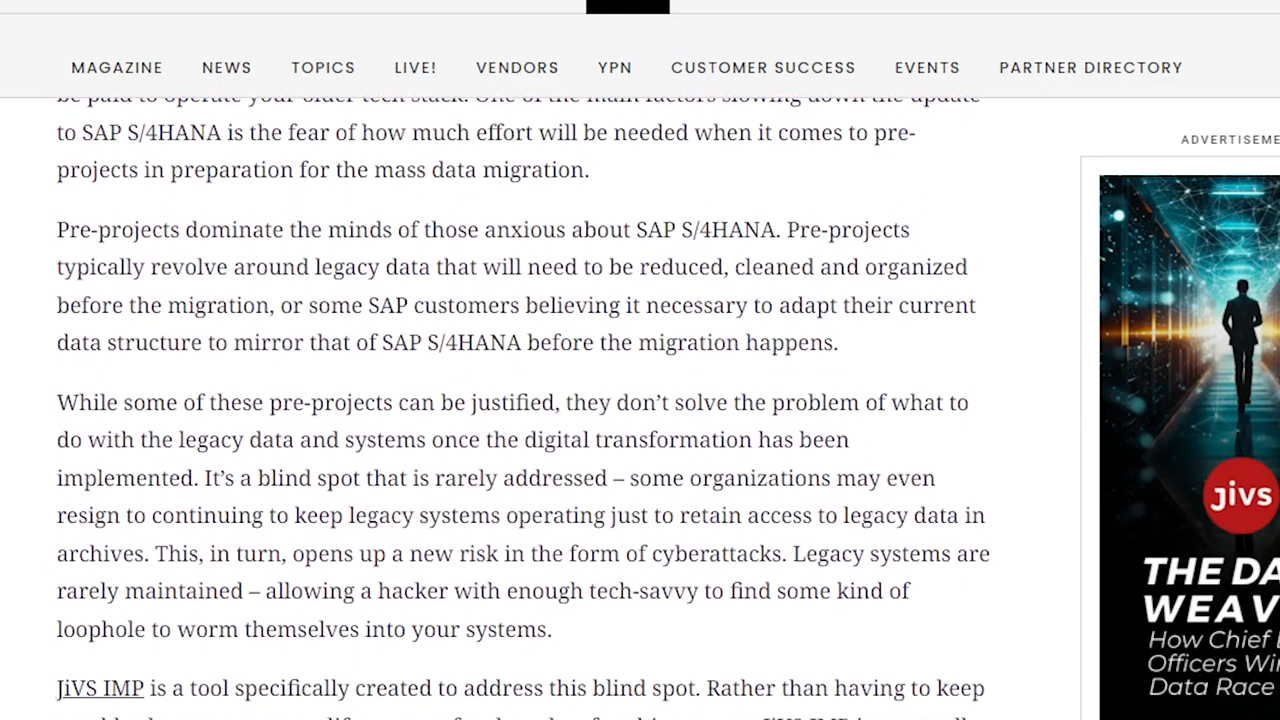 MAGAZINE NEWS TOPICS LIVE! VENDORS YPN CUSTOMER SUCCESS EVENTS PARTNER DIRECTORY
be paid to operate your older tech stack. One of the main factors slowing down the update
to SAP S/4HANA is the fear of how much effort will be needed when it comes to pre-
projects in preparation for the mass data migration.
Pre-projects dominate the minds of those anxious about SAP S/4HANA. Pre-projects
typically revolve around legacy data that will need to be reduced, cleaned and organized
before the migration, or some SAP customers believing it necessary to adapt their current
data structure to mirror that of SAP S/4HANA before the migration happens.
While some of these pre-projects can be justified, they don’t solve the problem of what to
do with the legacy data and systems once the digital transformation has been
implemented. It’s a blind spot that is rarely addressed – some organizations may even
resign to continuing to keep legacy systems operating just to retain access to legacy data in
archives. This, in turn, opens up a new risk in the form of cyberattacks. Legacy systems are
rarely maintained – allowing a hacker with enough tech-savvy to find some kind of
loophole to worm themselves into your systems.
JiVS IMP is a tool specifically created to address this blind spot. Rather than having to keep
ADVERTISEME
jivs
THE DA
WEAV
How Chief
Officers Wi
Data Race